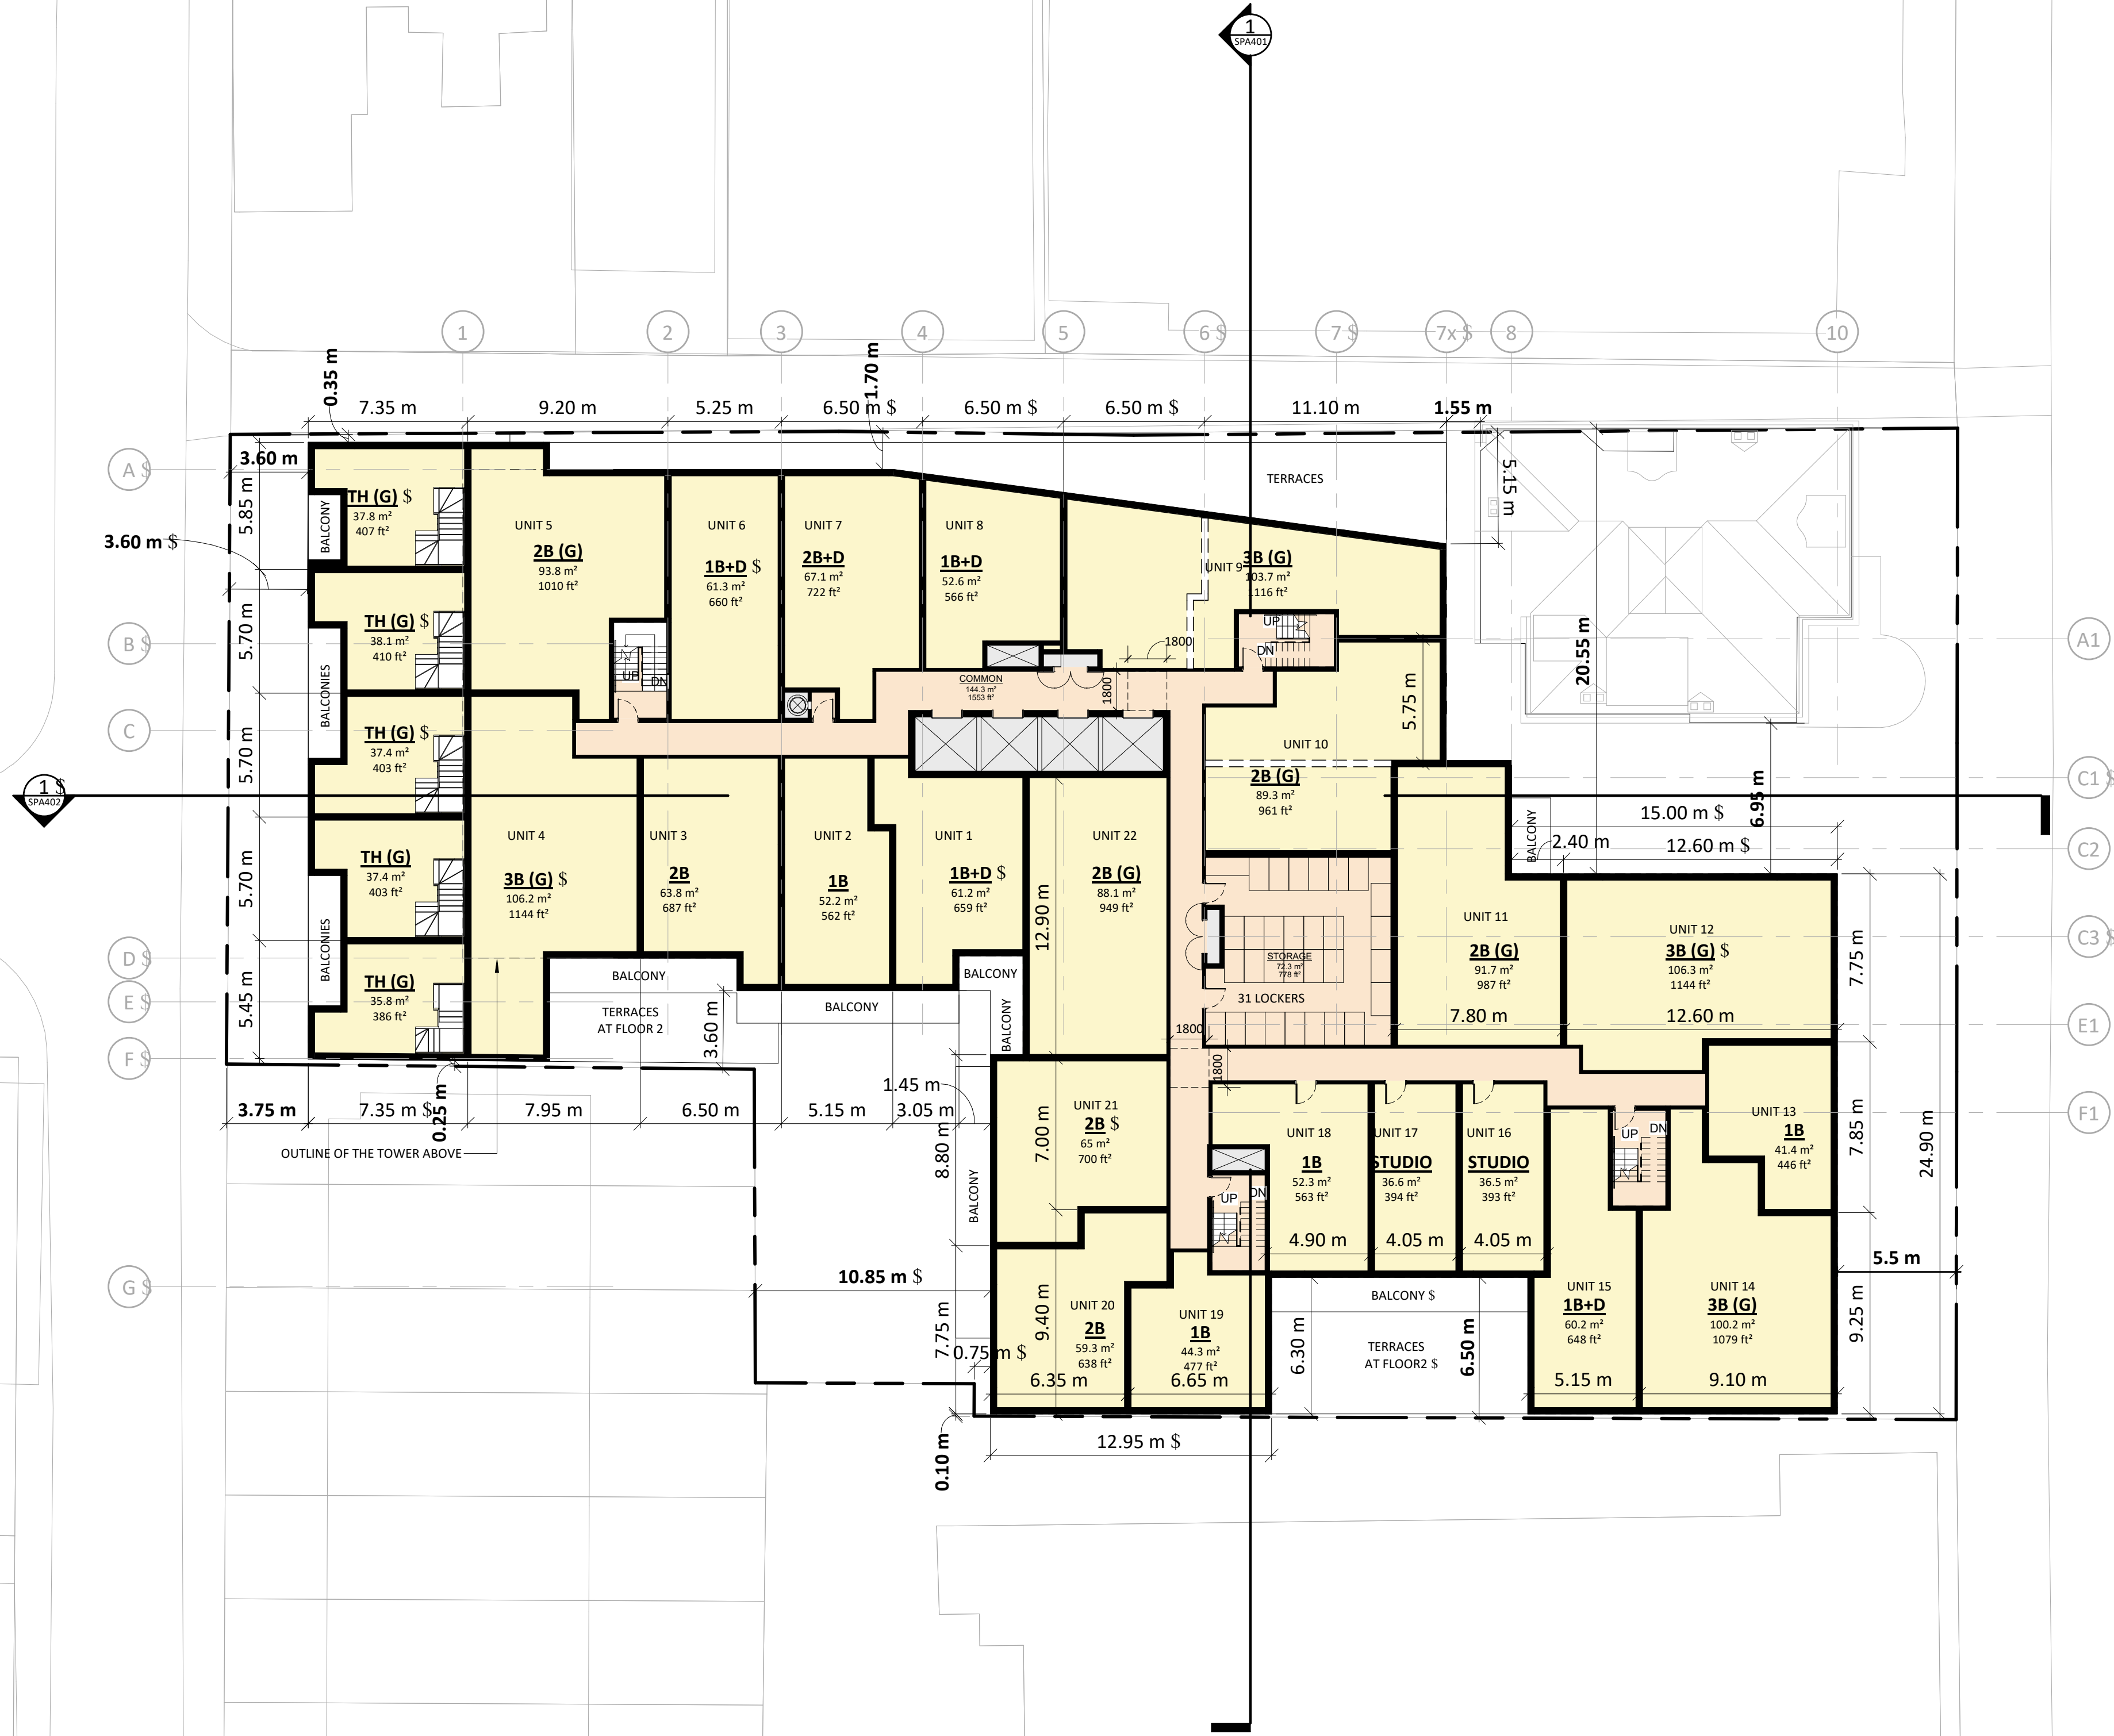 1
SPA401
1
2
3
4
5
6 $
7 $
7x $
8
10
0.35 m
1.70 m
7.35 m
9.20 m
5.25 m
6.50 m $
6.50 m $
6.50 m $
11.10 m
1.55 m
A $
3.60 m
5.85 m
3.60 m $
TH (G) $
37.8 m²
407 ft²
BALCONY
UNIT 5
2B (G)
93.8 m²
1010 ft²
UNIT 6
1B+D $
61.3 m²
660 ft²
UNIT 7
2B+D
67.1 m²
722 ft²
UNIT 8
1B+D
52.6 m²
566 ft²
TERRACES
UNIT 9
3B (G)
103.7 m²
1116 ft²
5.15 m
20.55 m
B $
5.70 m
TH (G) $
38.1 m²
410 ft²
BALCONIES
UP
DN
UP
DN
1800
A1
COMMON
144.3 m²
1553 ft²
1800
5.75 m
C
5.70 m
TH (G) $
37.4 m²
403 ft²
UNIT 10
2B (G)
89.3 m²
961 ft²
C1 $
1 $
SPA402
6.95 m
15.00 m $
BALCONY
2.40 m
12.60 m $
C2
5.70 m
TH (G)
37.4 m²
403 ft²
UNIT 4
3B (G) $
106.2 m²
1144 ft²
UNIT 3
2B
63.8 m²
687 ft²
UNIT 2
1B
52.2 m²
562 ft²
UNIT 1
1B+D $
61.2 m²
659 ft²
UNIT 22
2B (G)
88.1 m²
949 ft²
12.90 m
UNIT 11
2B (G)
91.7 m²
987 ft²
7.80 m
UNIT 12
3B (G) $
106.3 m²
1144 ft²
12.60 m
7.75 m
C3 $
BALCONIES
D $
E $
F $
5.45 m
TH (G)
35.8 m²
386 ft²
BALCONY
TERRACES
AT FLOOR 2
3.60 m
BALCONY
BALCONY
BALCONY
STORAGE
72.3 m²
778 ft²
31 LOCKERS
1800
1800
E1
3.75 m
7.35 m $
0.25 m
7.95 m
6.50 m
5.15 m
3.05 m
1.45 m
OUTLINE OF THE TOWER ABOVE
8.80 m
BALCONY
7.00 m
UNIT 21
2B $
65 m²
700 ft²
UNIT 18
1B
52.3 m²
563 ft²
4.90 m
UNIT 17
STUDIO
36.6 m²
394 ft²
4.05 m
UNIT 16
STUDIO
36.5 m²
393 ft²
4.05 m
UP
DN
UP
DN
UNIT 13
1B
41.4 m²
446 ft²
7.85 m
24.90 m
F1
G $
10.85 m $
7.75 m
0.75 m $
9.40 m
UNIT 20
2B
59.3 m²
638 ft²
6.35 m
UNIT 19
1B
44.3 m²
477 ft²
6.65 m
BALCONY $
TERRACES
AT FLOOR2 $
6.30 m
6.50 m
UNIT 15
1B+D
60.2 m²
648 ft²
5.15 m
UNIT 14
3B (G)
100.2 m²
1079 ft²
9.10 m
9.25 m
5.5 m
0.10 m
12.95 m $